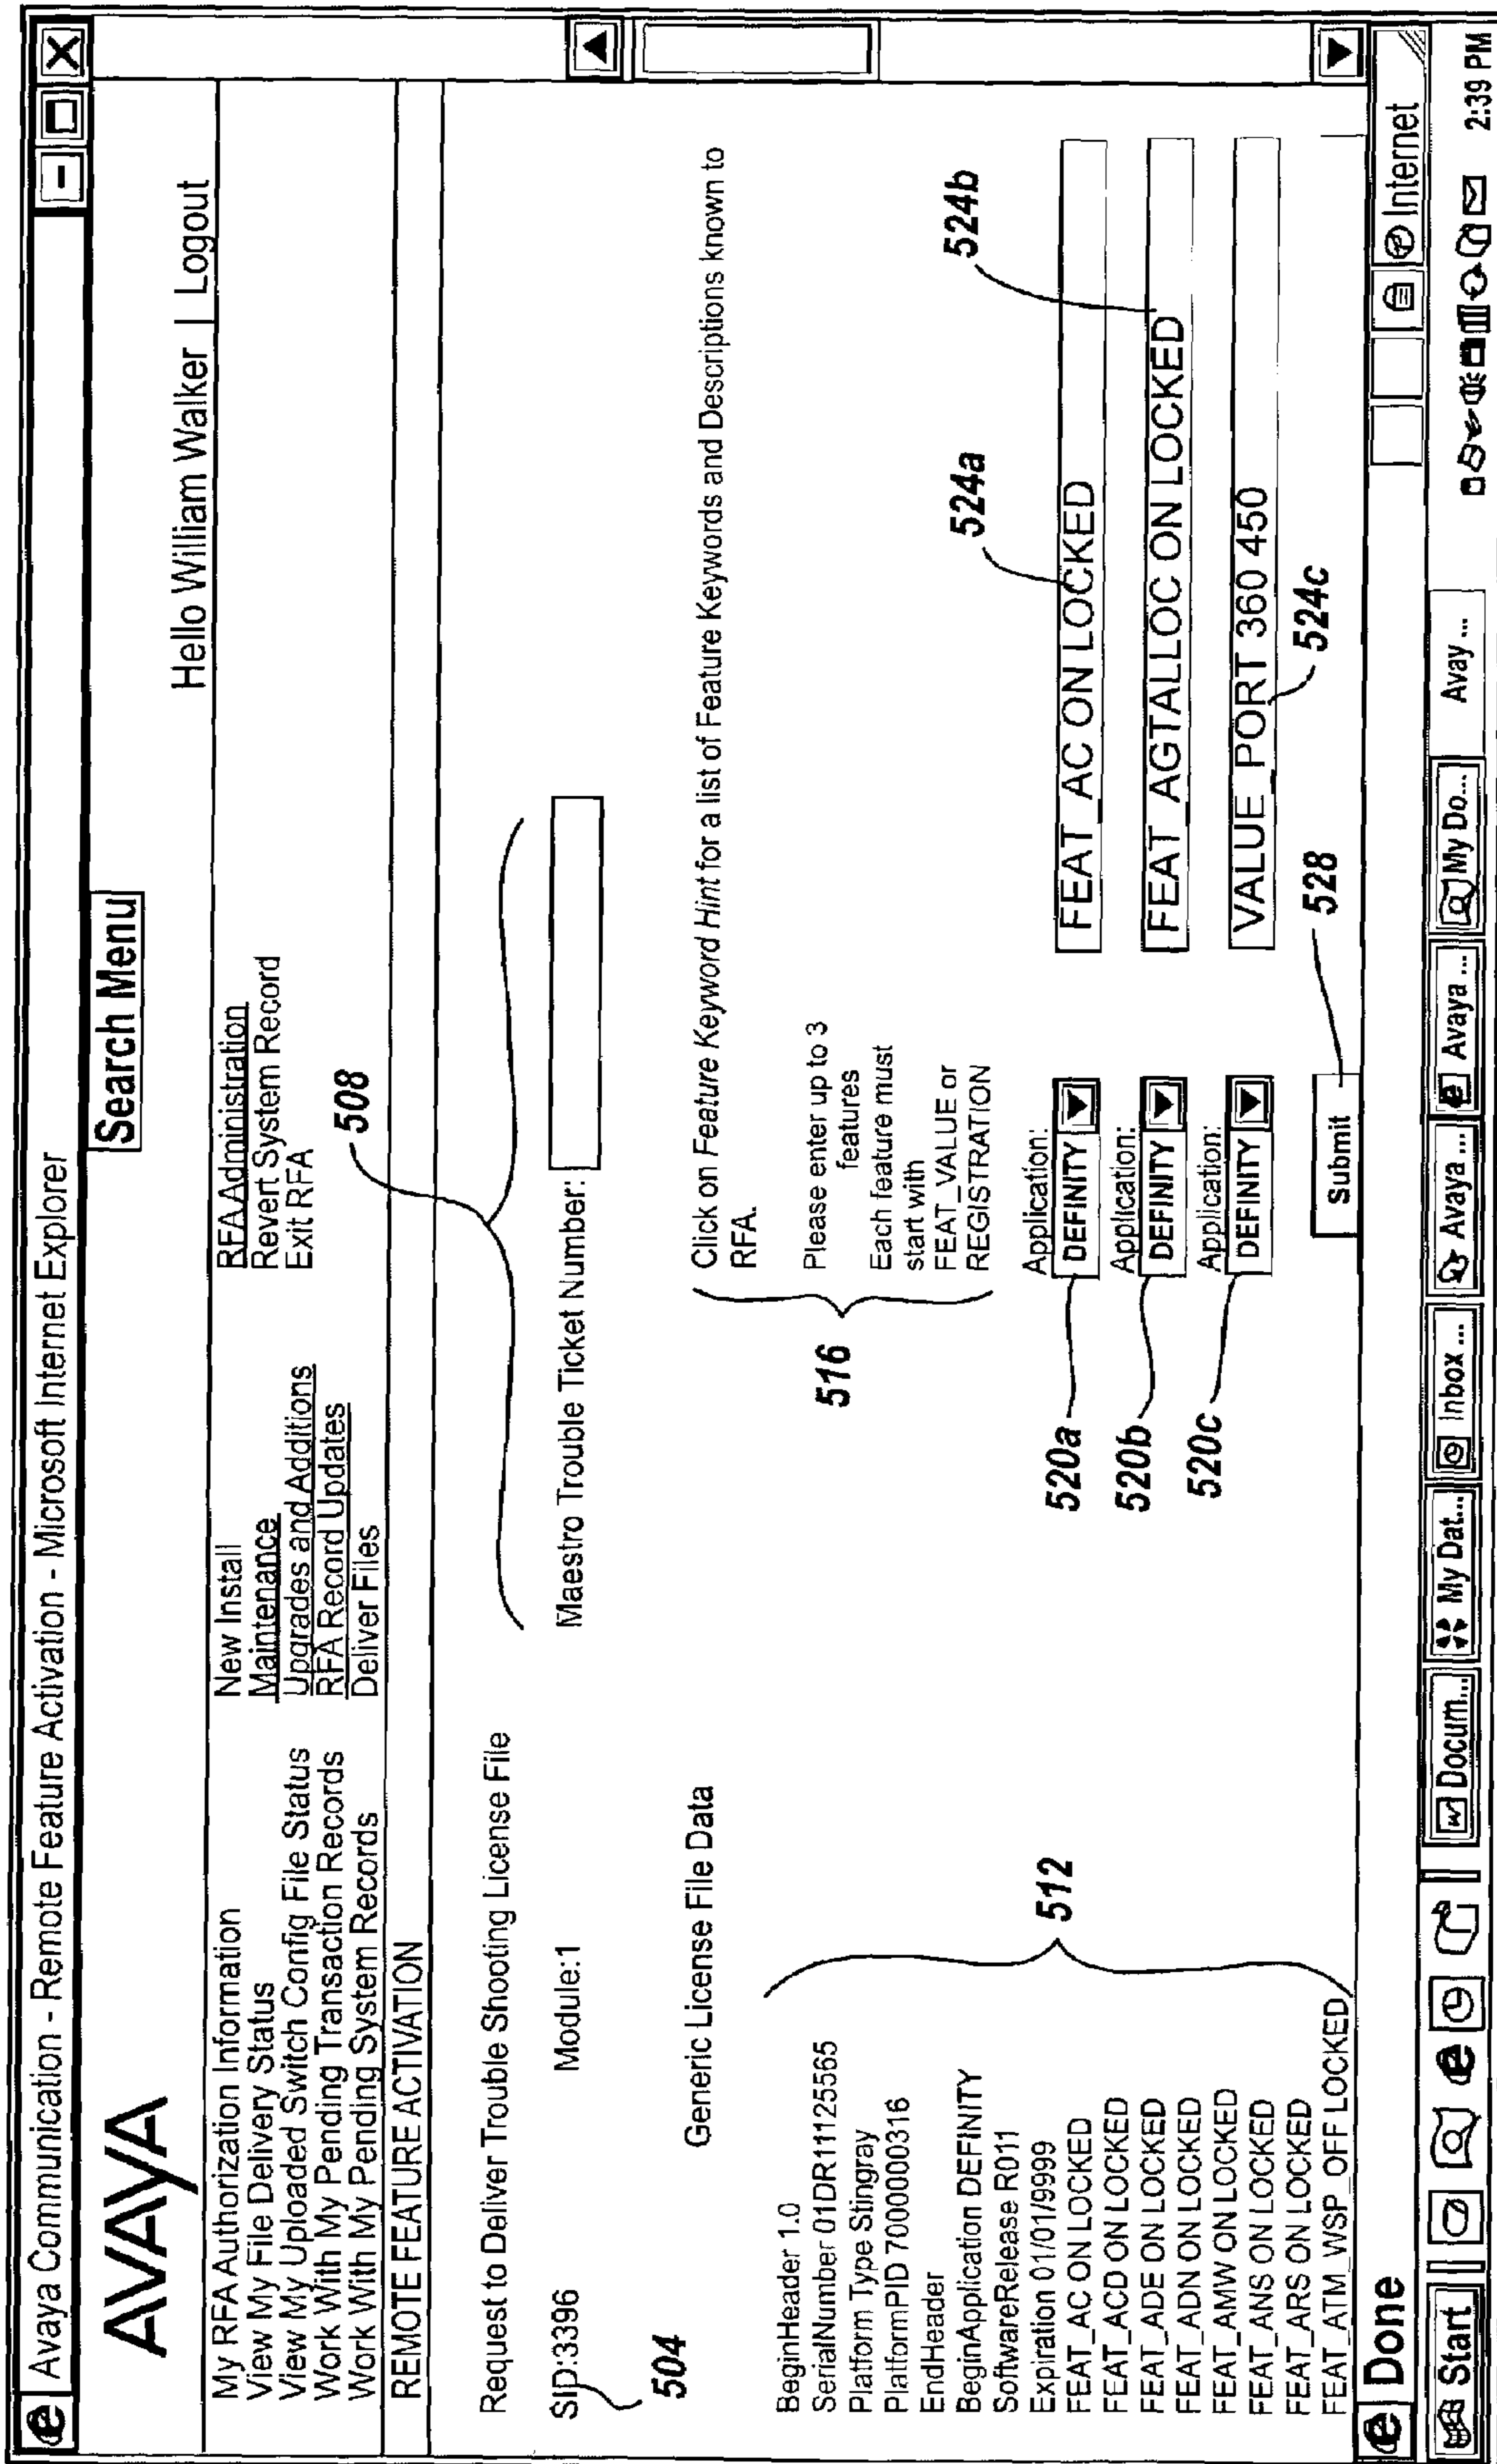 Avaya Communication - Remote Feature Activation - Microsoft Internet Explorer
Search Menu
AVAYA
Hello William Walker | Logout
My RFA Authorization Information
View My File Delivery Status
View My Uploaded Switch Config File Status
Work With My Pending Transaction Records
Work With My Pending System Records
New Install
Maintenance
Upgrades and Additions
RFA Record Updates
Deliver Files
RFA Administration
Revert System Record
Exit RFA
REMOTE FEATURE ACTIVATION
508
Request to Deliver Trouble Shooting License File
SID:3396 Module:1 Maestro Trouble Ticket Number:
504
Generic License File Data
Click on Feature Keyword Hint for a list of Feature Keywords and Descriptions known to
RFA.
516
Please enter up to 3
features
Each feature must
start with
FEAT_VALUE or
REGISTRATION
BeginHeader 1.0
SerialNumber 01DR11125565
Platform Type Stingray
PlatformPID 7000000316
EndHeader
BeginApplication DEFINITY
SoftwareRelease R011
Expiration 01/01/9999
FEAT_AC ON LOCKED
FEAT_ACD ON LOCKED
FEAT_ADE ON LOCKED
FEAT_ADN ON LOCKED
FEAT_AMW ON LOCKED
FEAT_ANS ON LOCKED
FEAT_ARS ON LOCKED
FEAT_ATM_WSP_OFF LOCKED
512
524a
524b
520a
Application:
DEFINITY
FEAT_AC ON LOCKED
520b
Application:
DEFINITY
FEAT_AGTALLOC ON LOCKED
520c
Application:
DEFINITY
VALUE_PORT 360 450
524c
Submit
528
Done
Internet
Start
Docum...
My Dat...
Inbox ...
Avaya ...
Avaya ...
My Do...
Avay ...
2:39 PM